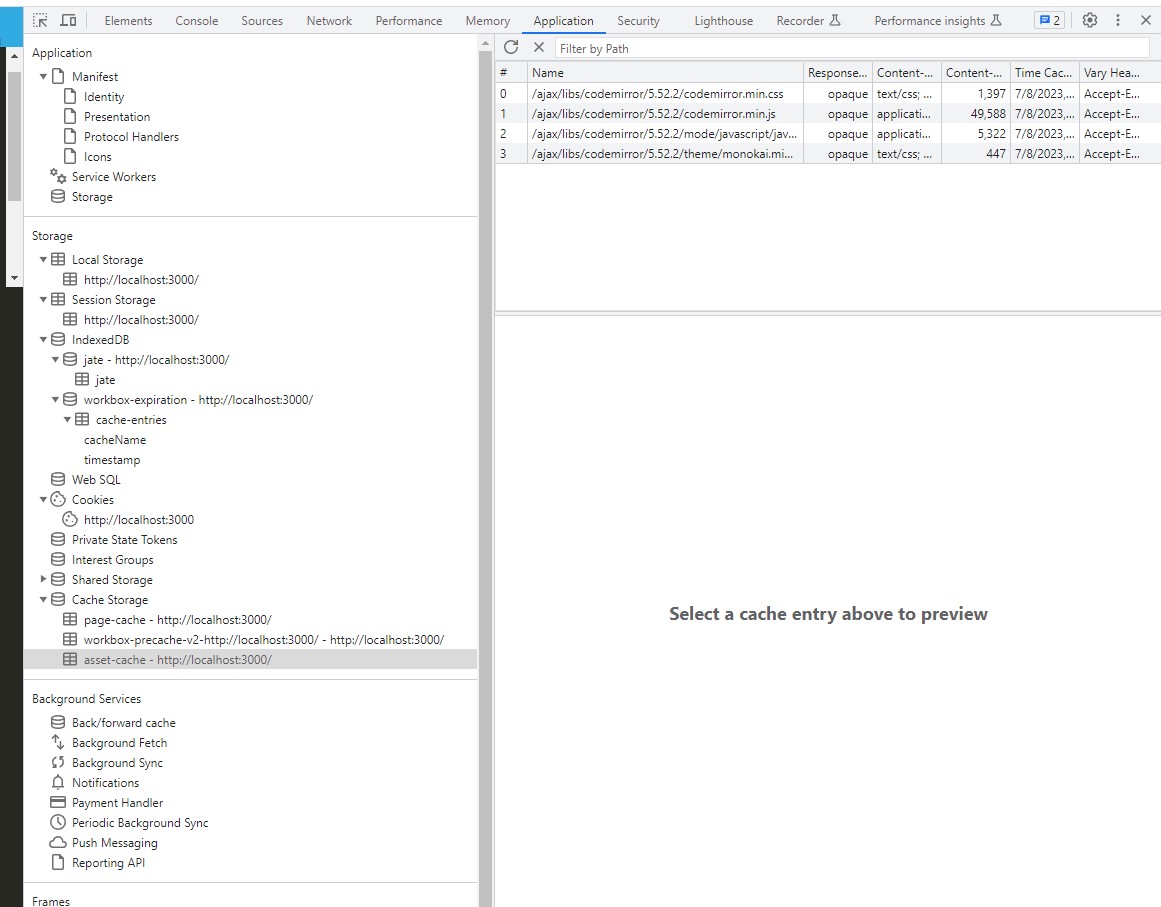 Elements Console Sources Network Performance Memory Application Security Lighthouse Recorder Performance insights 2
Application
Manifest
Identity
Presentation
Protocol Handlers
Icons
Service Workers
Storage
Storage
Local Storage
http://localhost:3000/
Session Storage
http://localhost:3000/
IndexedDB
jate - http://localhost:3000/
jate
workbox-expiration - http://localhost:3000/
cache-entries
cacheName
timestamp
Web SQL
Cookies
http://localhost:3000
Private State Tokens
Interest Groups
Shared Storage
Cache Storage
page-cache - http://localhost:3000/
workbox-precache-v2-http://localhost:3000/ - http://localhost:3000/
asset-cache - http://localhost:3000/
Background Services
Back/forward cache
Background Fetch
Background Sync
Notifications
Payment Handler
Periodic Background Sync
Push Messaging
Reporting API
Frames
Filter by Path
# Name Response... Content-... Content-... Time Cac... Vary Hea...
0 /ajax/libs/codemirror/5.52.2/codemirror.min.css opaque text/css; ... 1,397 7/8/2023,... Accept-E...
1 /ajax/libs/codemirror/5.52.2/codemirror.min.js opaque applicati... 49,588 7/8/2023,... Accept-E...
2 /ajax/libs/codemirror/5.52.2/mode/javascript/jav... opaque applicati... 5,322 7/8/2023,... Accept-E...
3 /ajax/libs/codemirror/5.52.2/theme/monokai.mi... opaque text/css; ... 447 7/8/2023,... Accept-E...
Select a cache entry above to preview